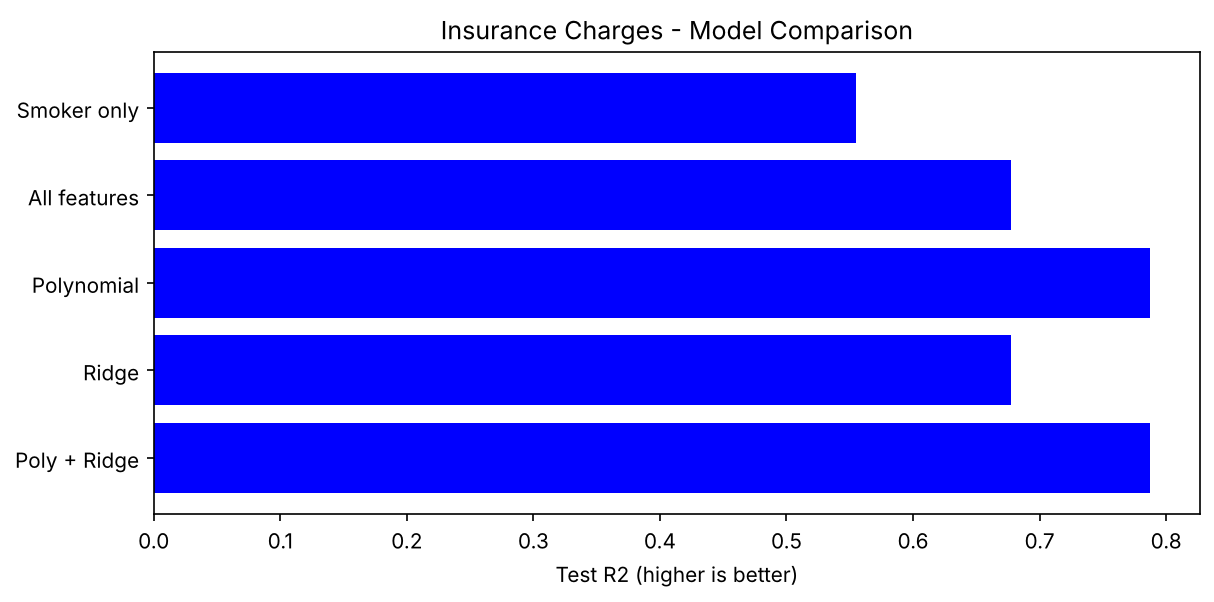 Insurance Charges - Model Comparison
Smoker only
All features
Polynomial
Ridge
Poly + Ridge
0.0 0.1 0.2 0.3 0.4 0.5 0.6 0.7 0.8
Test R2 (higher is better)